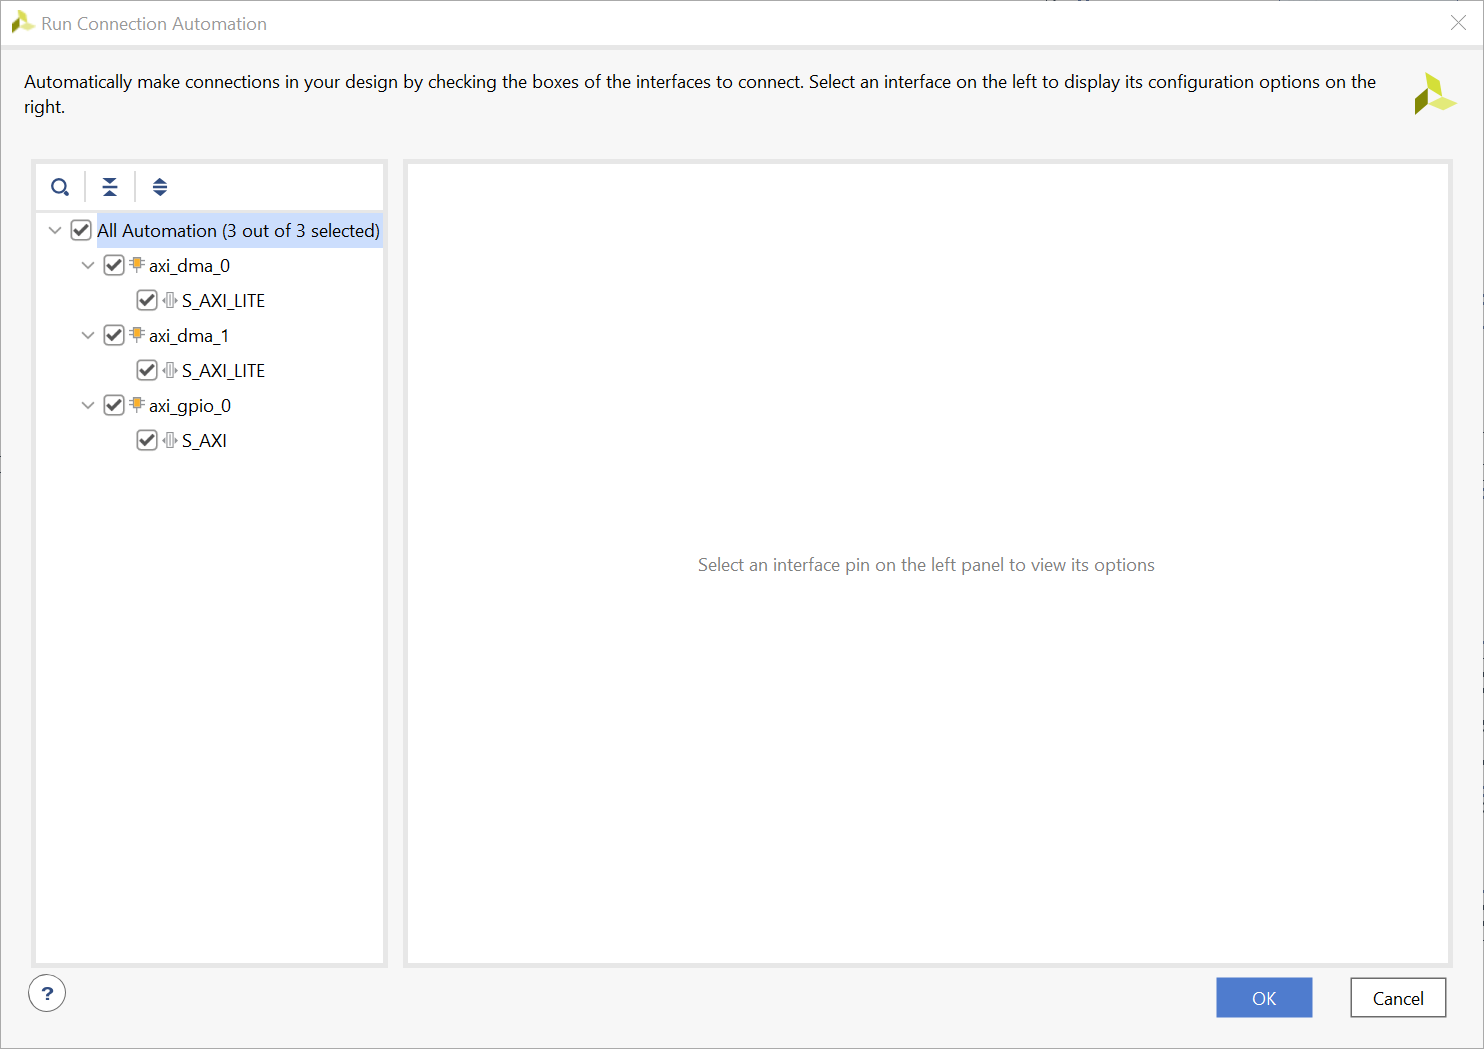 Run Connection Automation
Automatically make connections in your design by checking the boxes of the interfaces to connect. Select an interface on the left to display its configuration options on the
right.
All Automation (3 out of 3 selected)
axi_dma_0
S_AXI_LITE
axi_dma_1
S_AXI_LITE
axi_gpio_0
S_AXI
Select an interface pin on the left panel to view its options
?
OK
Cancel